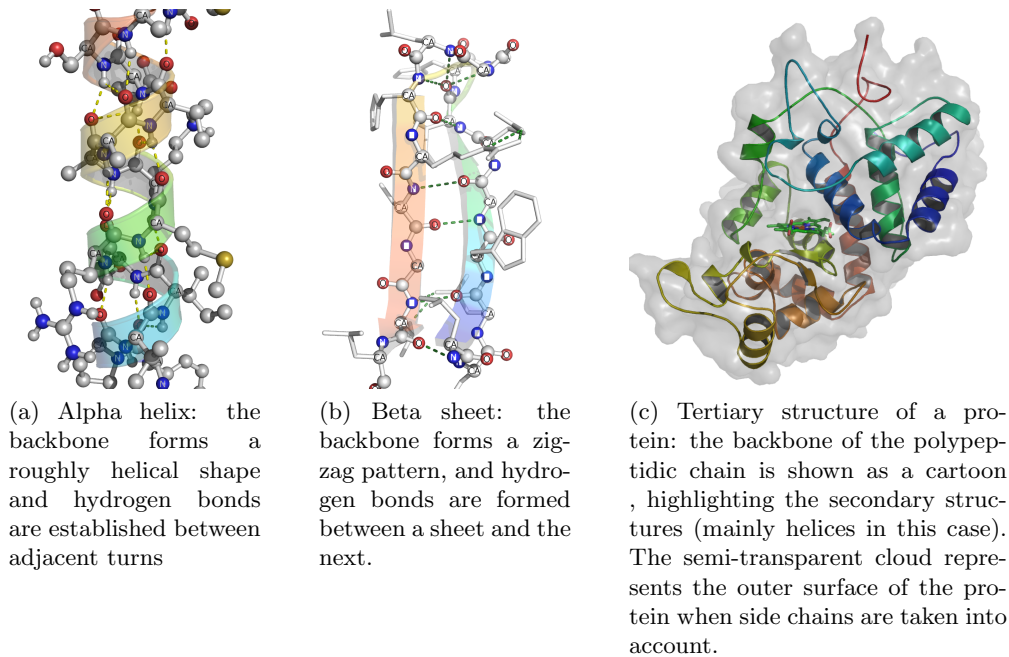 (a) Alpha helix: the
backbone forms a
roughly helical shape
and hydrogen bonds
are established between
adjacent turns
(b) Beta sheet: the
backbone forms a zig-
zag pattern, and hydro-
gen bonds are formed
between a sheet and the
next.
(c) Tertiary structure of a pro-
tein: the backbone of the polypep-
tidic chain is shown as a cartoon
, highlighting the secondary struc-
tures (mainly helices in this case).
The semi-transparent cloud repre-
sents the outer surface of the pro-
tein when side chains are taken into
account.